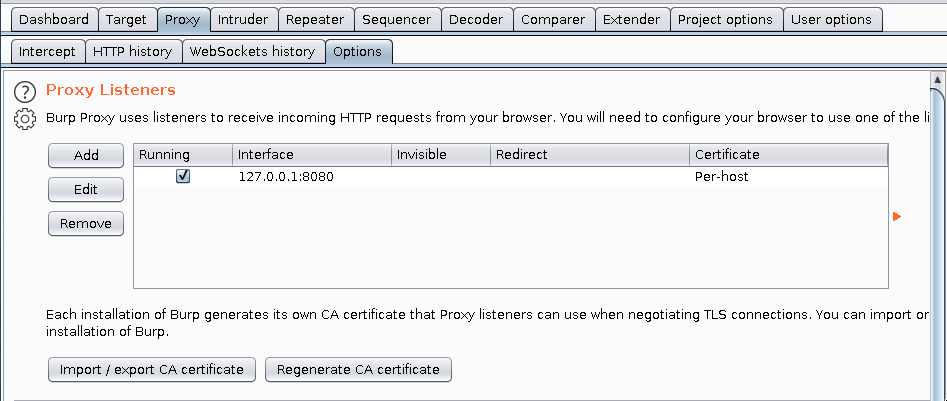 Dashboard Target Proxy Intruder Repeater Sequencer Decoder Comparer Extender Project options User options
Intercept HTTP history WebSockets history Options
? Proxy Listeners
Burp Proxy uses listeners to receive incoming HTTP requests from your browser. You will need to configure your browser to use one of the li
Add Running Interface Invisible Redirect Certificate
127.0.0.1:8080 Per-host
Edit
Remove
Each installation of Burp generates its own CA certificate that Proxy listeners can use when negotiating TLS connections. You can import or
installation of Burp.
Import / export CA certificate Regenerate CA certificate